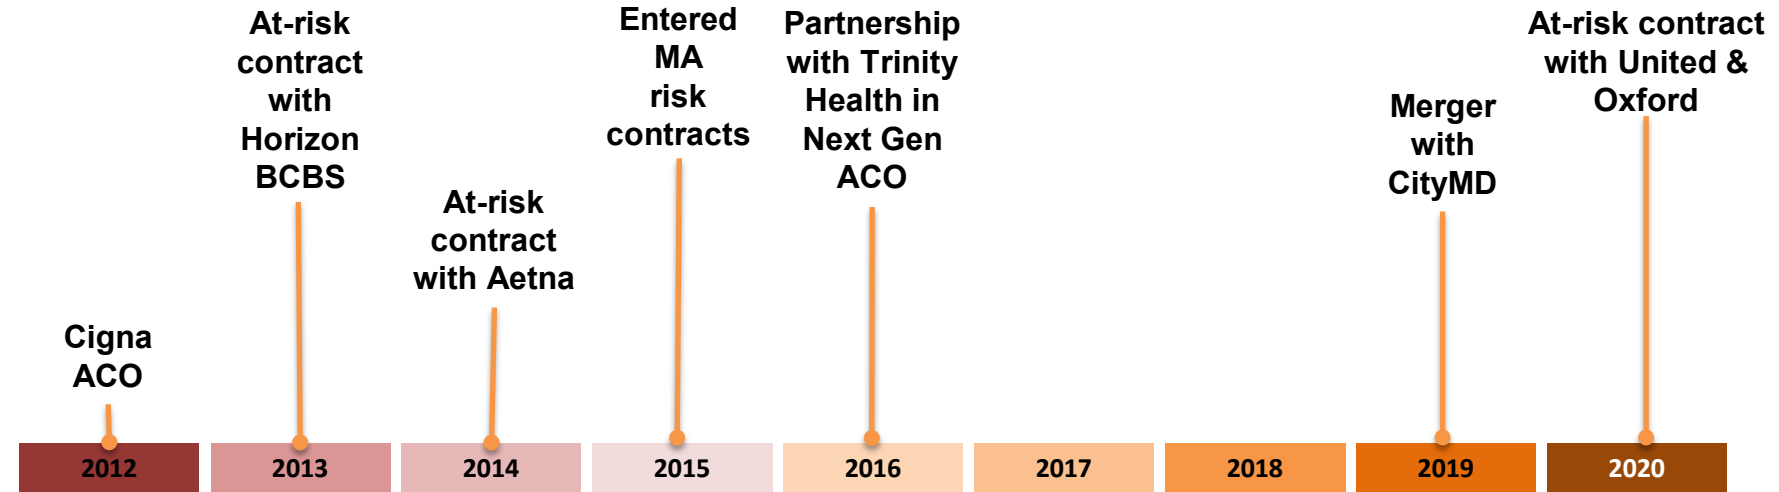 Cigna
ACO
At-risk
contract
with
Horizon
BCBS
At-risk
contract
with Aetna
Entered
MA
risk
contracts
Partnership
with Trinity
Health in
Next Gen
ACO
Merger
with
CityMD
At-risk contract
with United &
Oxford
2012
2013
2014
2015
2016
2017
2018
2019
2020